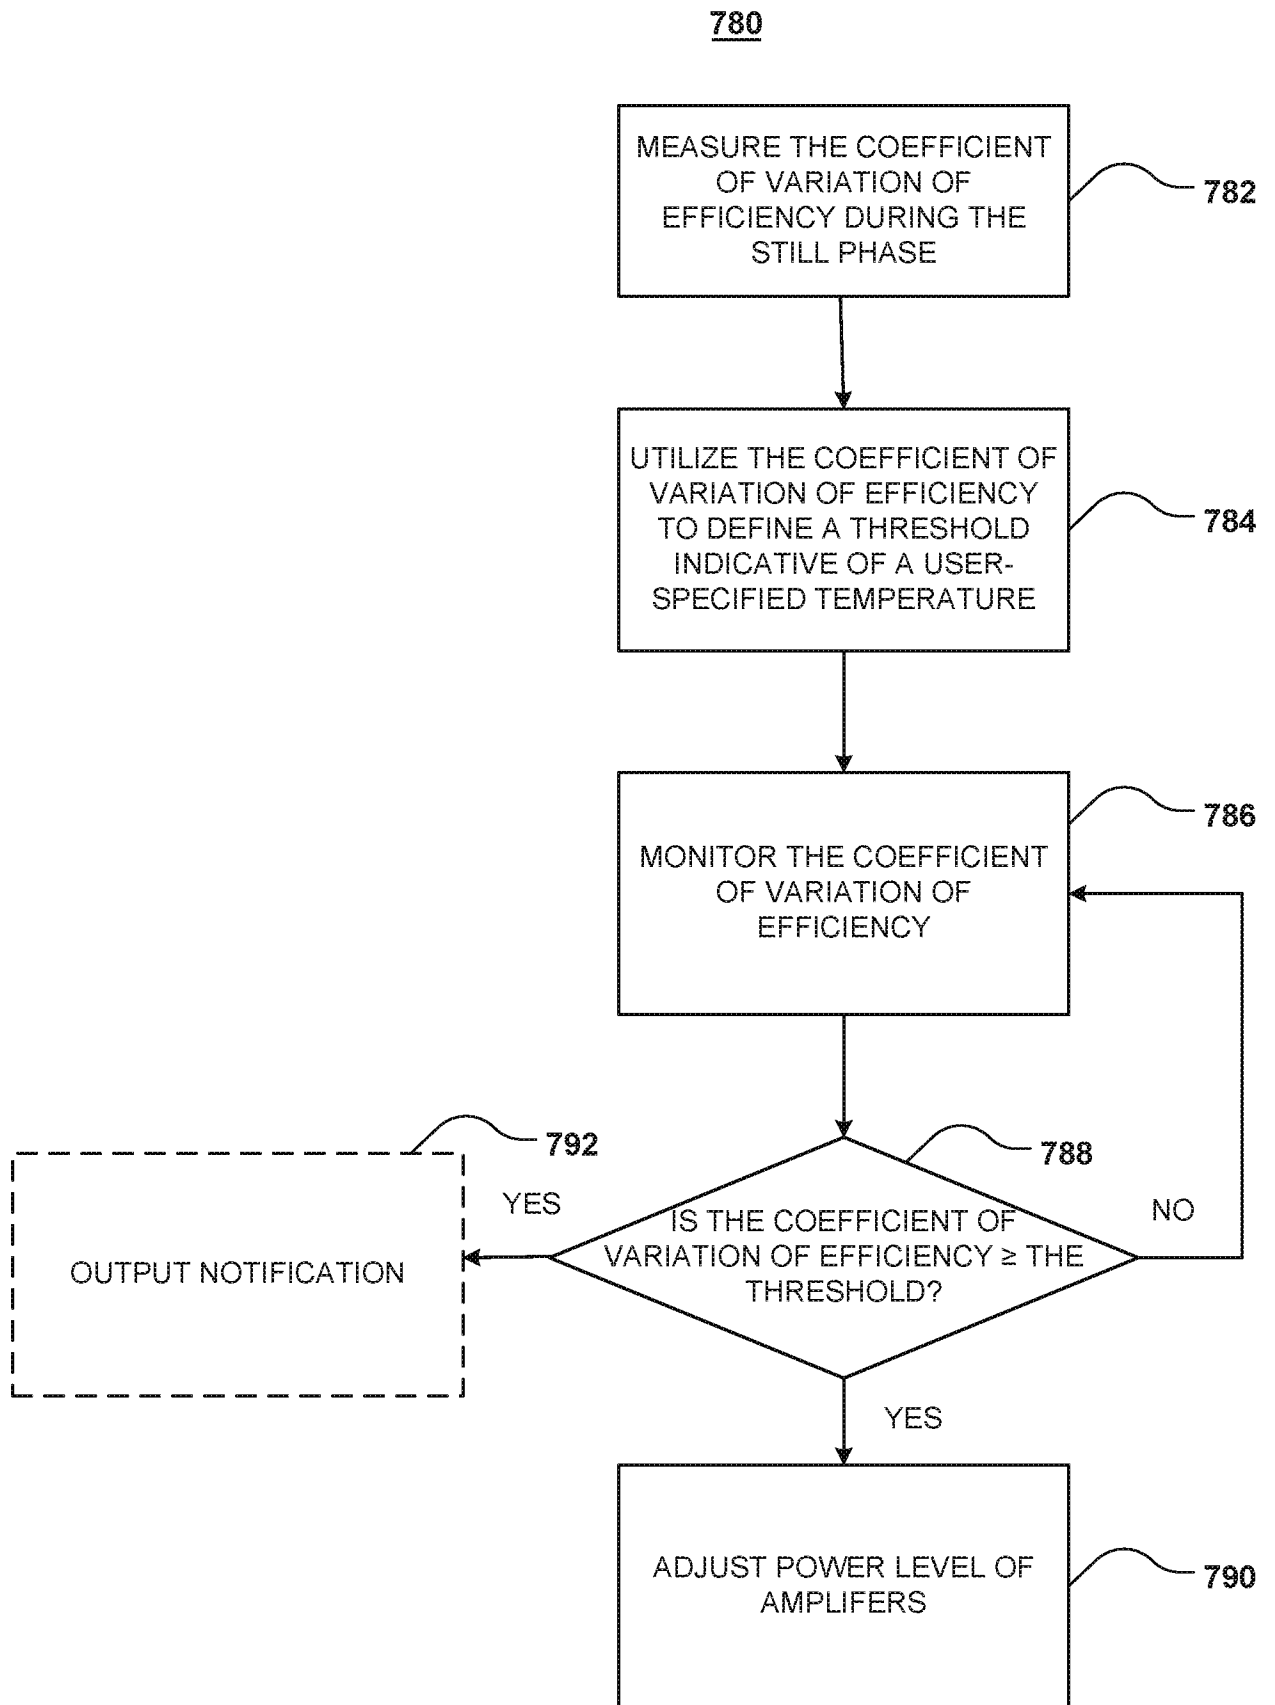 780
MEASURE THE COEFFICIENT
OF VARIATION OF
EFFICIENCY DURING THE
STILL PHASE
782
UTILIZE THE COEFFICIENT OF
VARIATION OF EFFICIENCY
TO DEFINE A THRESHOLD
INDICATIVE OF A USER-
SPECIFIED TEMPERATURE
784
MONITOR THE COEFFICIENT
OF VARIATION OF
EFFICIENCY
786
IS THE COEFFICIENT OF
VARIATION OF EFFICIENCY ≥ THE
THRESHOLD?
788
NO
YES
OUTPUT NOTIFICATION
792
YES
ADJUST POWER LEVEL OF
AMPLIFERS
790